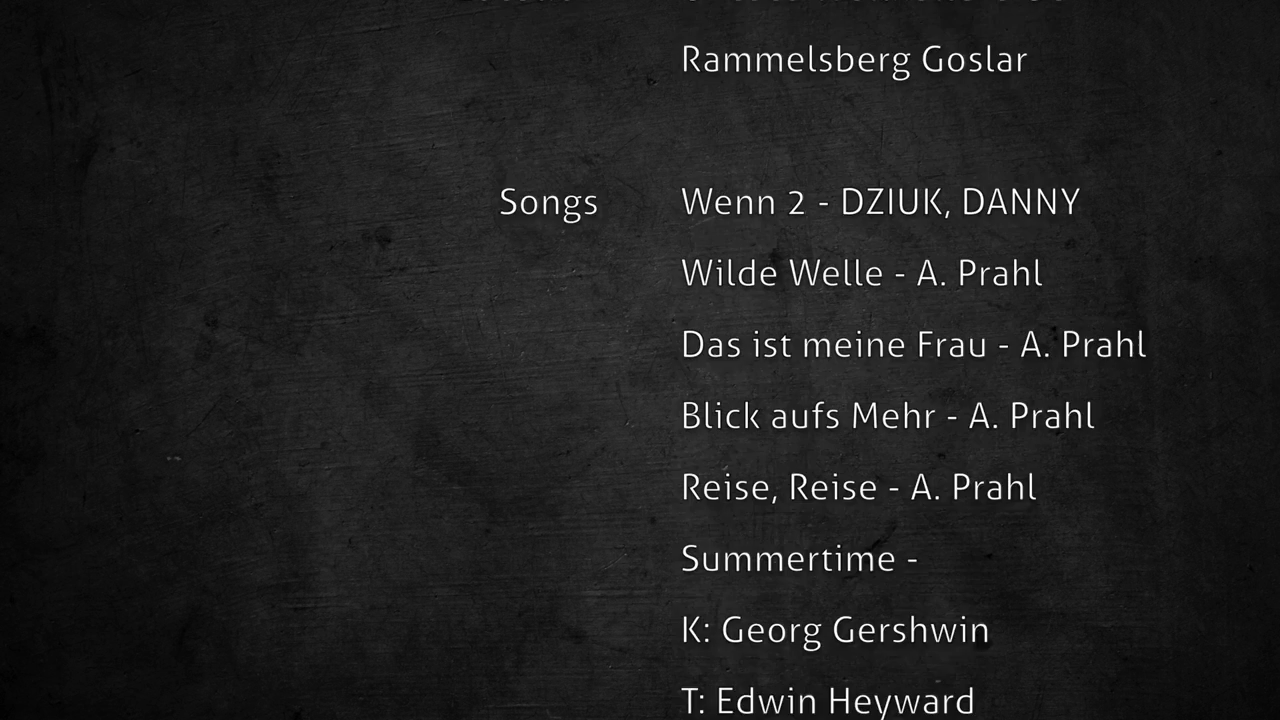 Rammelsberg Goslar
Songs Wenn 2 - DZIUK, DANNY
Wilde Welle - A. Prahl
Das ist meine Frau - A. Prahl
Blick aufs Mehr - A. Prahl
Reise, Reise - A. Prahl
Summertime -
K: Georg Gershwin
T: Edwin Heyward